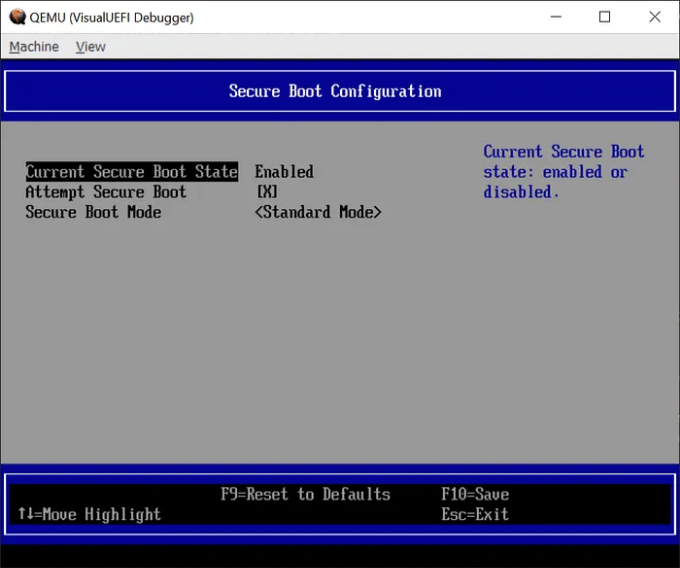 QEMU (VisualUEFI Debugger)
Machine View
Secure Boot Configuration
Current Secure Boot State Enabled
Attempt Secure Boot [X]
Secure Boot Mode <Standard Mode>
Current Secure Boot
state: enabled or
disabled.
F9=Reset to Defaults F10=Save
↑↓=Move Highlight Esc=Exit